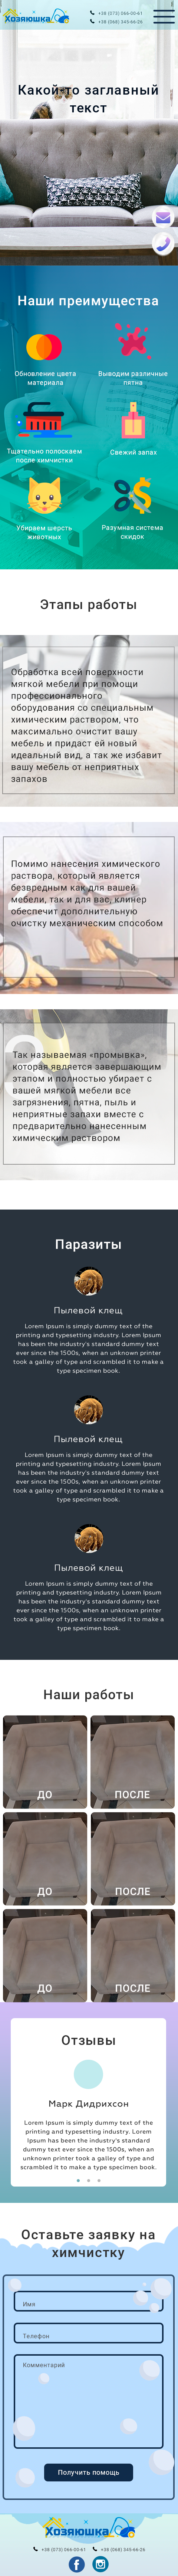 Хозяюшка
+38 (073) 066-00-61
+38 (068) 345-66-26
Какой-то заглавный
текст
Наши преимущества
Обновление цвета
материала
Выводим различные
пятна
Тщательно полоскаем
после химчистки
Свежий запах
Убираем шерсть
животных
Разумная система
скидок
Этапы работы
Обработка всей поверхности
мягкой мебели при помощи
профессионального
оборудования со специальным
химическим раствором, что
максимально очистит вашу
мебель и придаст ей новый
идеальный вид, а так же избавит
вашу мебель от неприятных
запахов
Помимо нанесения химического
раствора, который является
безвредным как для вашей
мебели, так и для вас, клинер
обеспечит дополнительную
очистку механическим способом
3
Так называемая «промывка»,
которая является завершающим
этапом и полностью убирает с
вашей мягкой мебели все
загрязнения, пятна, пыль и
неприятные запахи вместе с
предварительно нанесенным
химическим раствором
Паразиты
Пылевой клещ
Lorem Ipsum is simply dummy text of the
printing and typesetting industry. Lorem Ipsum
has been the industry's standard dummy text
ever since the 1500s, when an unknown printer
took a galley of type and scrambled it to make a
type specimen book.
Пылевой клещ
Lorem Ipsum is simply dummy text of the
printing and typesetting industry. Lorem Ipsum
has been the industry's standard dummy text
ever since the 1500s, when an unknown printer
took a galley of type and scrambled it to make a
type specimen book.
Пылевой клещ
Lorem Ipsum is simply dummy text of the
printing and typesetting industry. Lorem Ipsum
has been the industry's standard dummy text
ever since the 1500s, when an unknown printer
took a galley of type and scrambled it to make a
type specimen book.
Наши работы
ДО
ПОСЛЕ
ДО
ПОСЛЕ
ДО
ПОСЛЕ
Отзывы
Марк Дидрихсон
Lorem Ipsum is simply dummy text of the
printing and typesetting industry. Lorem
Ipsum has been the industry's standard
dummy text ever since the 1500s, when an
unknown printer took a galley of type and
scrambled it to make a type specimen book.
Оставьте заявку на
химчистку
Имя
Телефон
Комментарий
Получить помощь
Хозяюшка
+38 (073) 066-00-61
+38 (068) 345-66-26